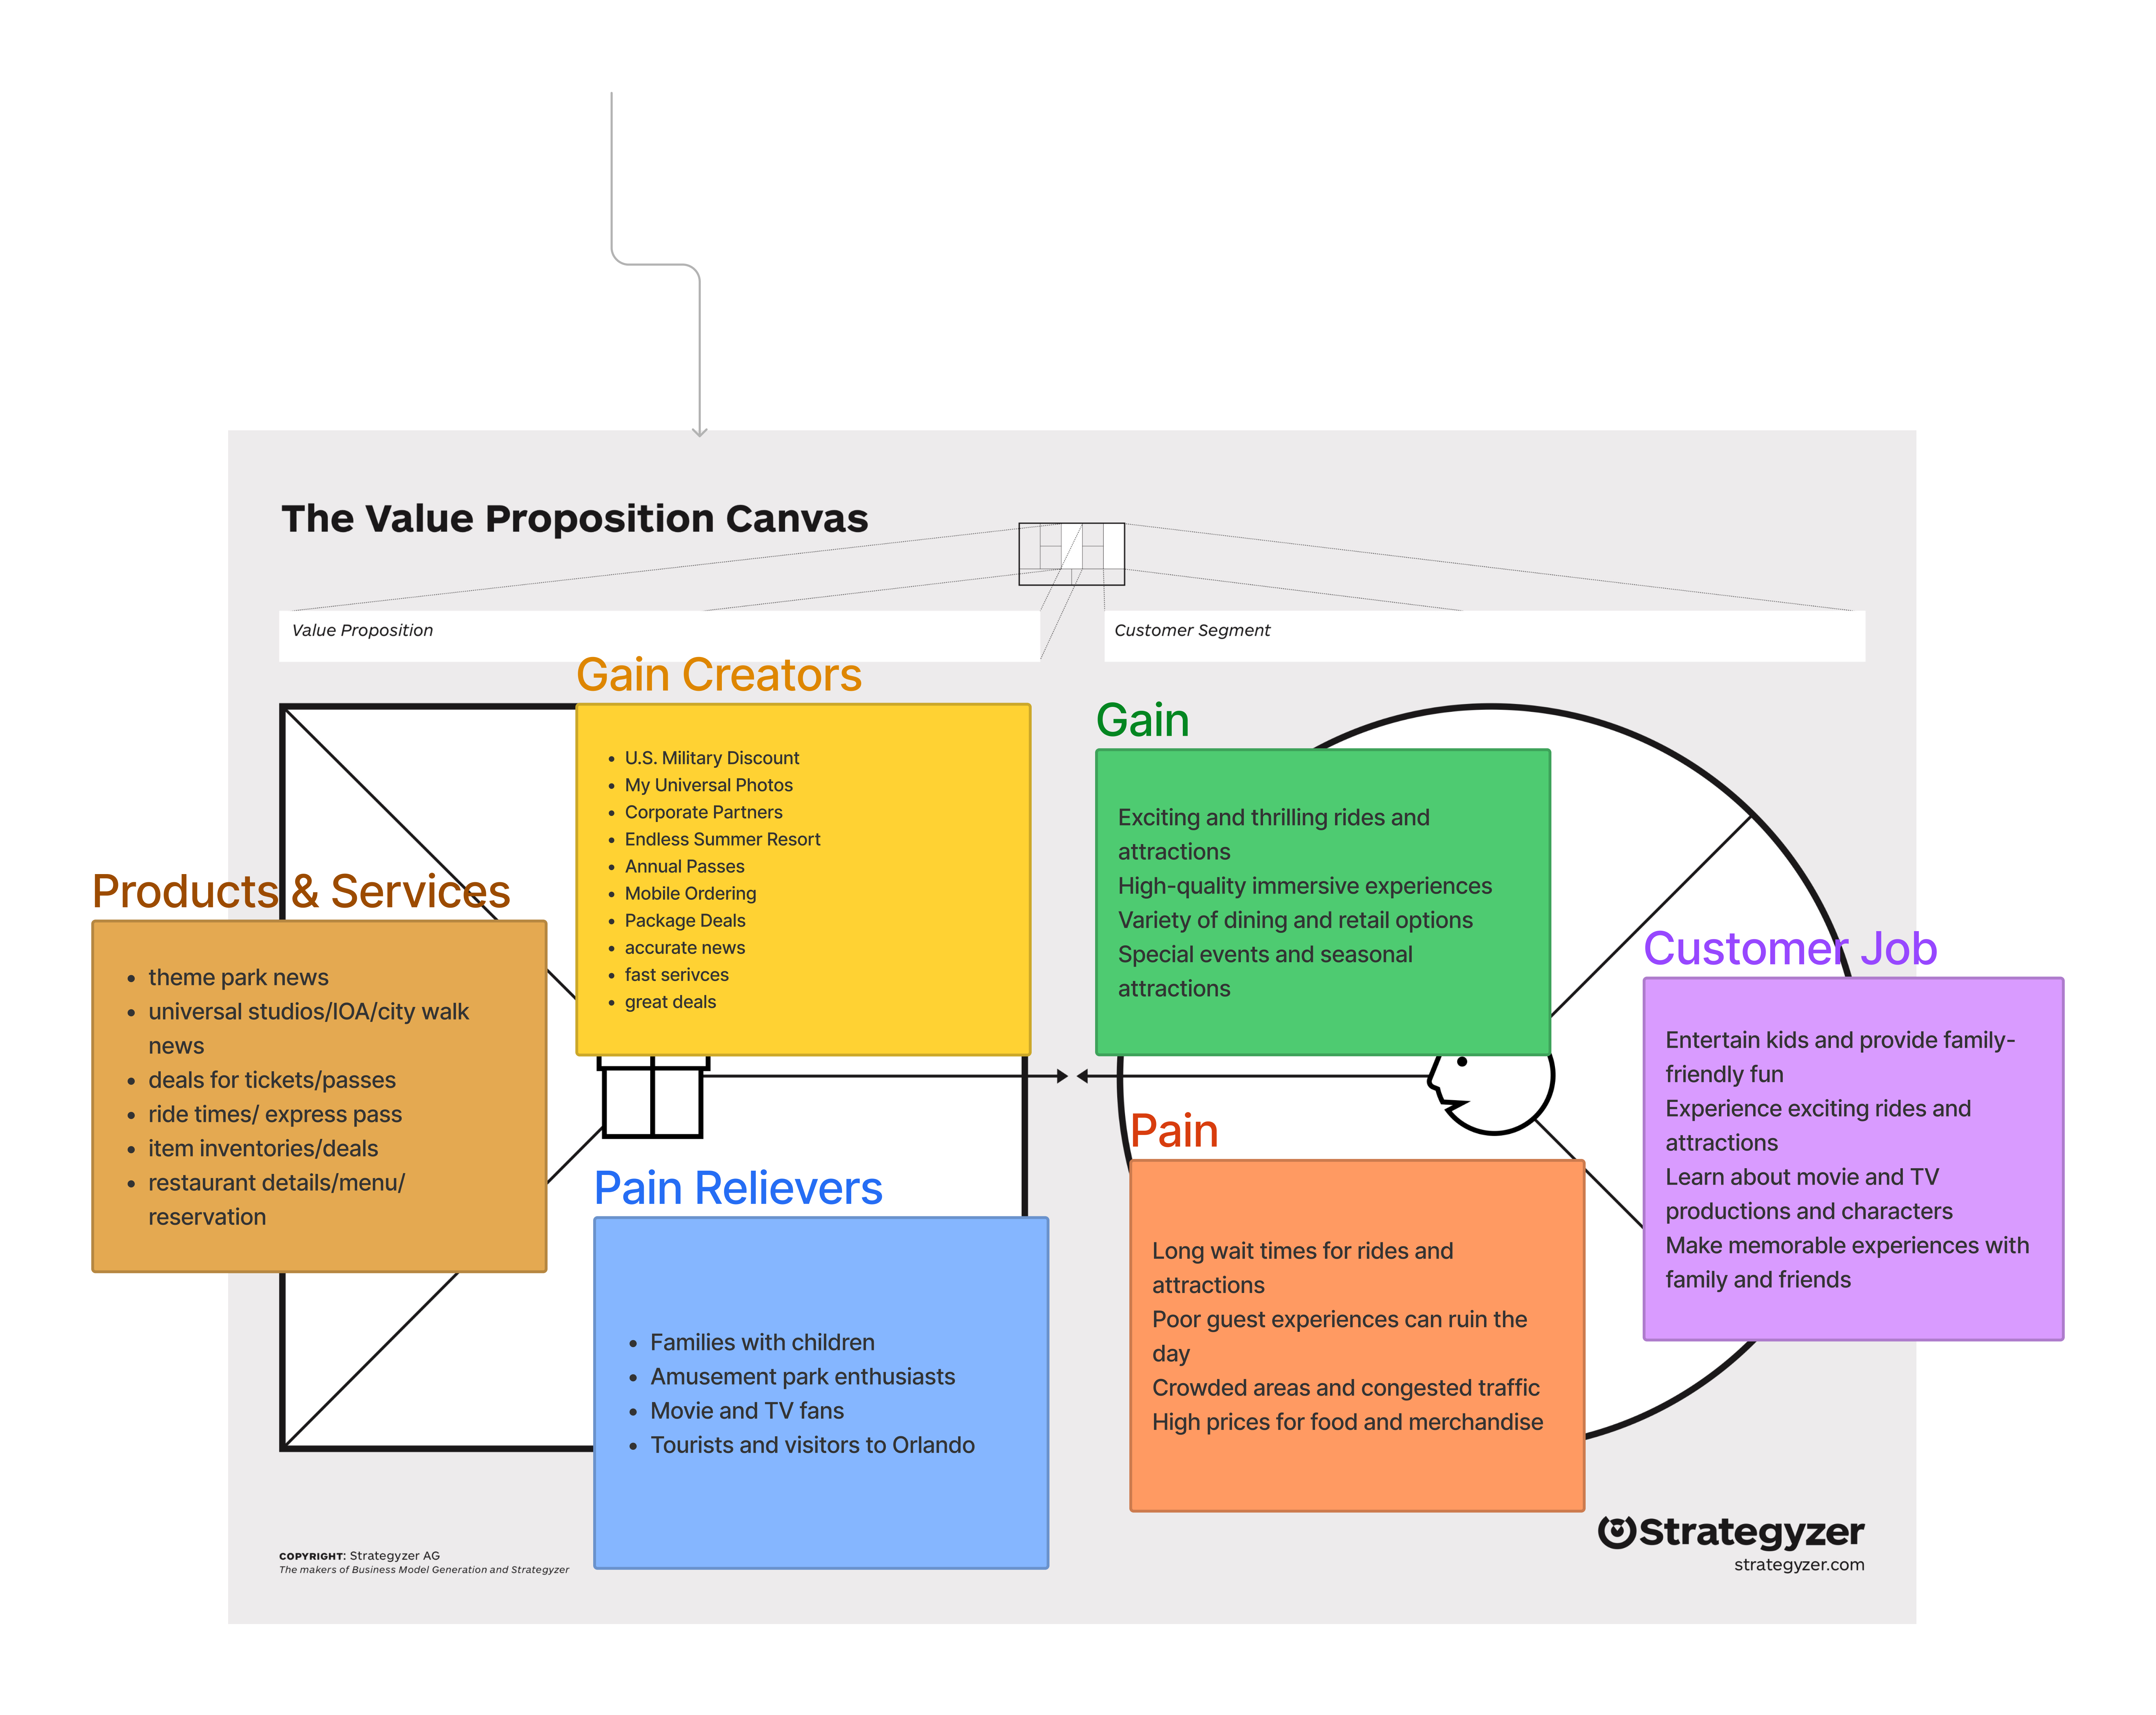 The Value Proposition Canvas
Value Proposition
Customer Segment
Gain Creators
• U.S. Military Discount
• My Universal Photos
• Corporate Partners
• Endless Summer Resort
• Annual Passes
• Mobile Ordering
• Package Deals
• accurate news
• fast serivces
• great deals
Products & Services
• theme park news
• universal studios/IOA/city walk
news
• deals for tickets/passes
• ride times/ express pass
• item inventories/deals
• restaurant details/menu/
reservation
Pain Relievers
• Families with children
• Amusement park enthusiasts
• Movie and TV fans
• Tourists and visitors to Orlando
Gain
Exciting and thrilling rides and
attractions
High-quality immersive experiences
Variety of dining and retail options
Special events and seasonal
attractions
Customer Job
Entertain kids and provide family-
friendly fun
Experience exciting rides and
attractions
Learn about movie and TV
productions and characters
Make memorable experiences with
family and friends
Pain
Long wait times for rides and
attractions
Poor guest experiences can ruin the
day
Crowded areas and congested traffic
High prices for food and merchandise
COPYRIGHT: Strategyzer AG
The makers of Business Model Generation and Strategyzer
Strategyzer
strategyzer.com